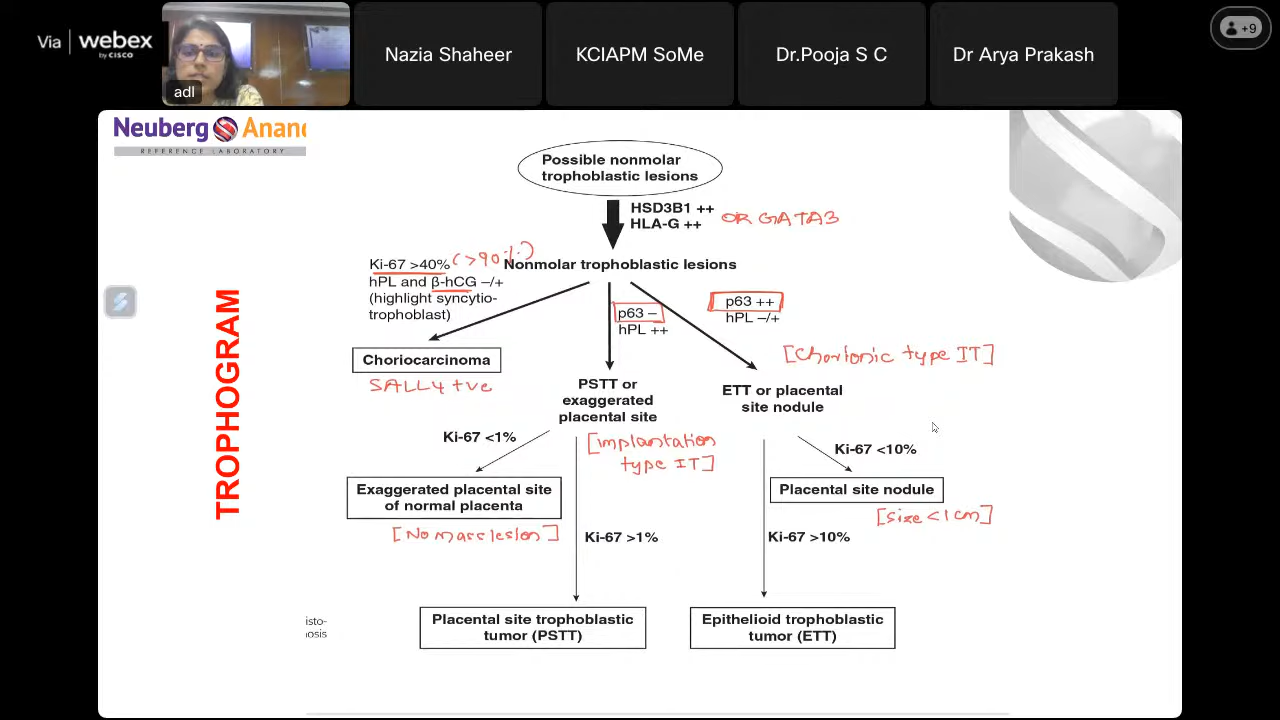 Via webex
by CISCO
adl
Nazia Shaheer
KCIAPM SoMe
Dr.Pooja S C
Dr Arya Prakash
+9
Neuberg Anand
REFERENCE LABORATORY
TROPHOGRAM
Possible nonmolar
trophoblastic lesions
HSD3B1 ++
HLA-G ++
OR GATA3
Ki-67 >40% (>90%)
hPL and β-hCG –/+
(highlight syncytio-
trophoblast)
Nonmolar trophoblastic lesions
p63 –
hPL ++
p63 ++
hPL –/+
[Chorionic type IT]
Choriocarcinoma
SALL4 +ve
PSTT or
exaggerated
placental site
ETT or placental
site nodule
[implantation
type IT]
Ki-67 <1%
Ki-67 <10%
Exaggerated placental site
of normal placenta
[No mass lesion]
Placental site nodule
[size <1cm]
Ki-67 >1%
Ki-67 >10%
isto-
nosis
Placental site trophoblastic
tumor (PSTT)
Epithelioid trophoblastic
tumor (ETT)